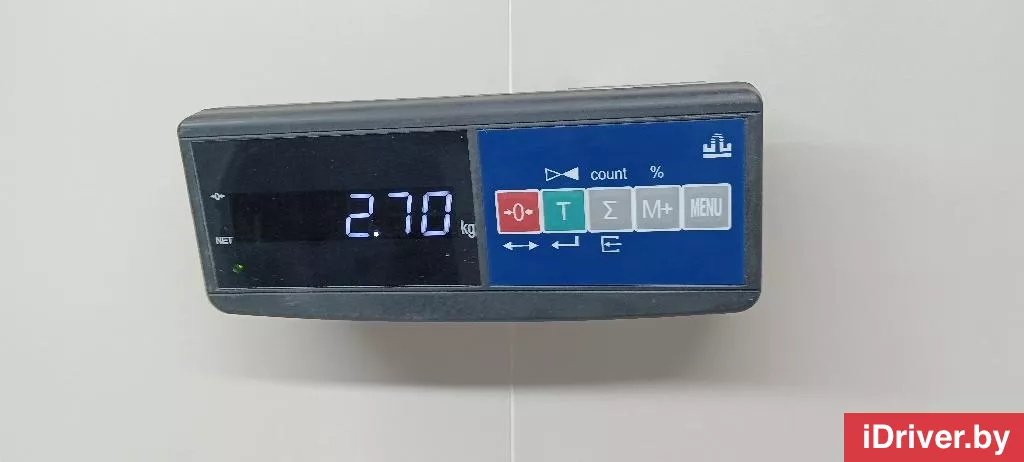 count %
→0← T Σ M+ MENU
→0←
2.70 kg
NET
iDriver.by